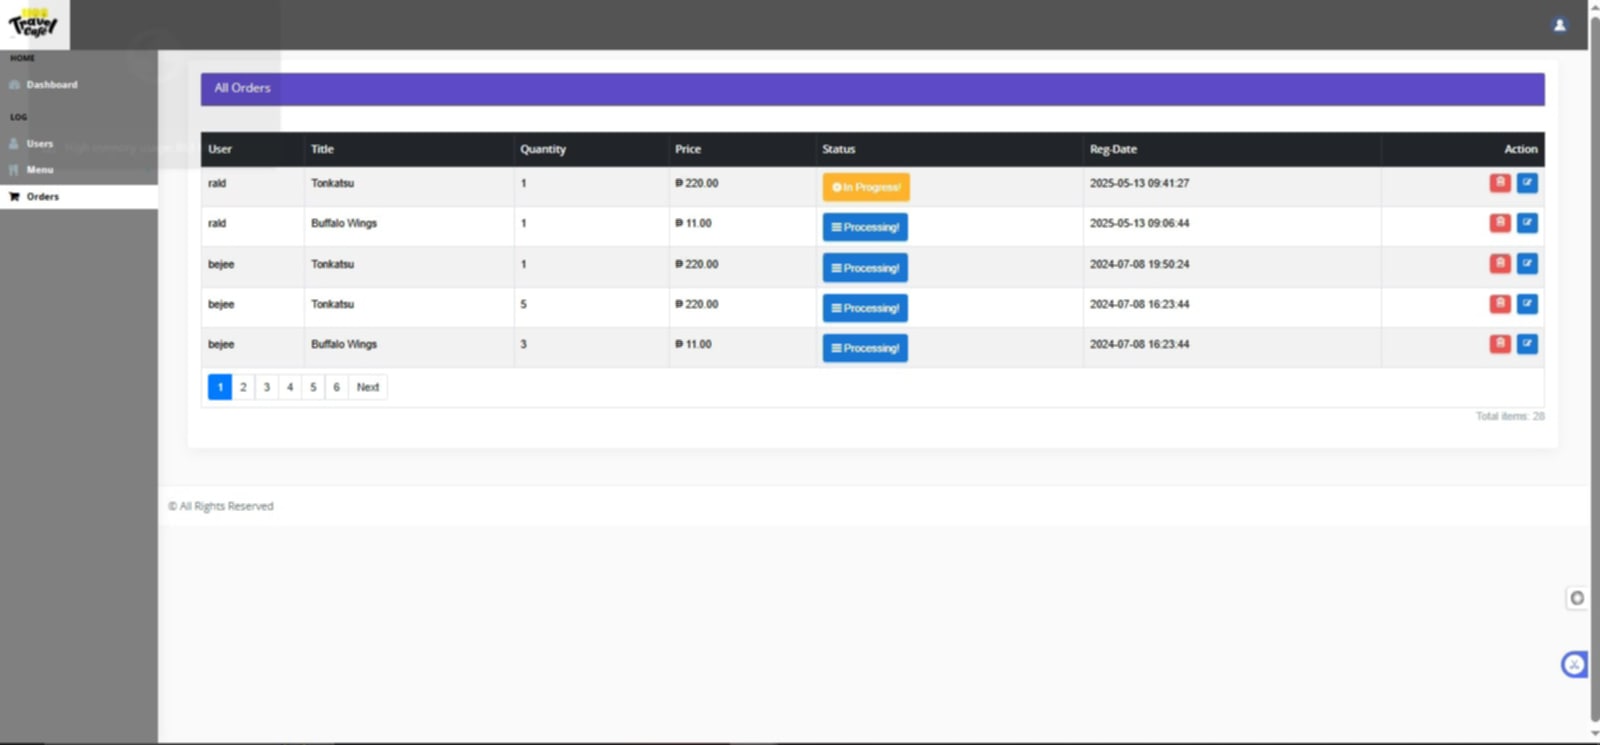 Travel
Café
HOME
Dashboard
LOG
Users
Menu
Orders
All Orders
User Title Quantity Price Status Reg-Date Action
rald Tonkatsu 1 ₱ 220.00 In Progress! 2025-05-13 09:41:27
rald Buffalo Wings 1 ₱ 11.00 Processing! 2025-05-13 09:06:44
bejee Tonkatsu 1 ₱ 220.00 Processing! 2024-07-08 19:50:24
bejee Tonkatsu 5 ₱ 220.00 Processing! 2024-07-08 16:23:44
bejee Buffalo Wings 3 ₱ 11.00 Processing! 2024-07-08 16:23:44
1 2 3 4 5 6 Next
Total items: 28
© All Rights Reserved